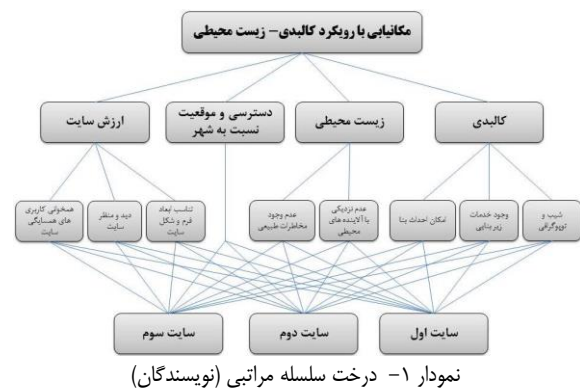 مکانیابی با رویکرد کالبدی- زیست محیطی
کالبدی
زیست محیطی
دسترسی و موقعیت
نسبت به شهر
ارزش سایت
شیب و
توپوگرافی
وجود خدمات
زیر بنایی
امکان احداث بنا
عدم نزدیکی
با آلاینده های
محیطی
عدم وجود
مخاطرات طبیعی
تناسب ابعاد
فرم و شکل
سایت
دید و منظر
سایت
همخوانی کاربری
های همسایگی
سایت
سایت اول
سایت دوم
سایت سوم
نمودار ۱- درخت سلسله مراتبی (نویسندگان)